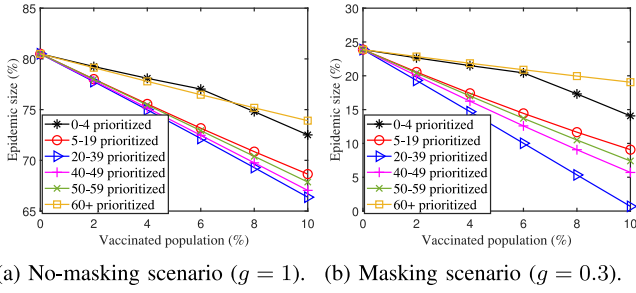 85
80
75
70
65
Epidemic size (%)
0-4 prioritized
5-19 prioritized
20-39 prioritized
40-49 prioritized
50-59 prioritized
60+ prioritized
0 2 4 6 8 10
Vaccinated population (%)
30
25
20
15
10
5
0
Epidemic size (%)
0-4 prioritized
5-19 prioritized
20-39 prioritized
40-49 prioritized
50-59 prioritized
60+ prioritized
0 2 4 6 8 10
Vaccinated population (%)
(a) No-masking scenario (g = 1). (b) Masking scenario (g = 0.3).